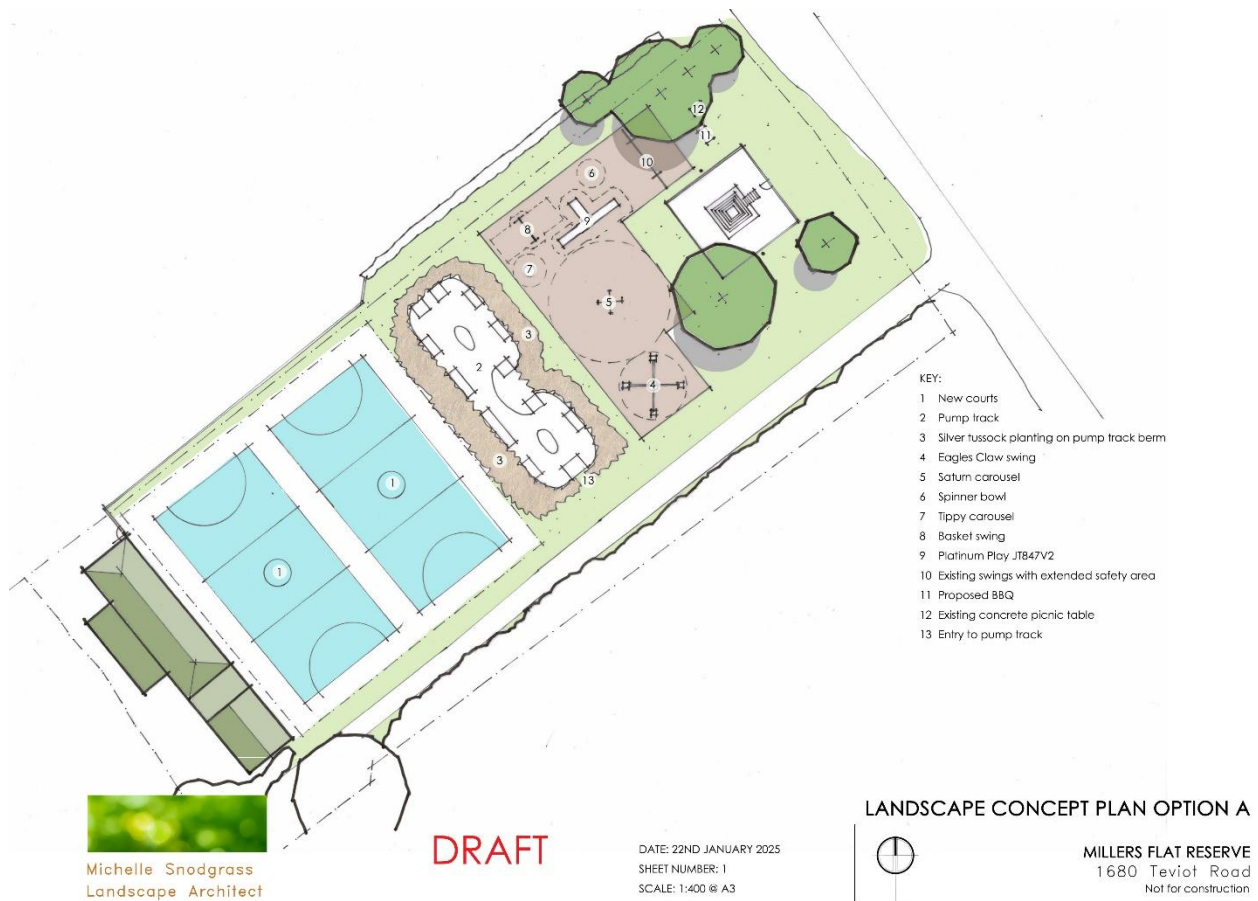 12
11
10
6
9
8
7
5
3
2
4
1
3
13
1
KEY:
1 New courts
2 Pump track
3 Silver tussock planting on pump track berm
4 Eagles Claw swing
5 Saturn carousel
6 Spinner bowl
7 Tippy carousel
8 Basket swing
9 Platinum Play JT847V2
10 Existing swings with extended safety area
11 Proposed BBQ
12 Existing concrete picnic table
13 Entry to pump track
Michelle Snodgrass
Landscape Architect
DRAFT
DATE: 22ND JANUARY 2025
SHEET NUMBER: 1
SCALE: 1:400 @ A3
LANDSCAPE CONCEPT PLAN OPTION A
MILLERS FLAT RESERVE
1680 Teviot Road
Not for construction